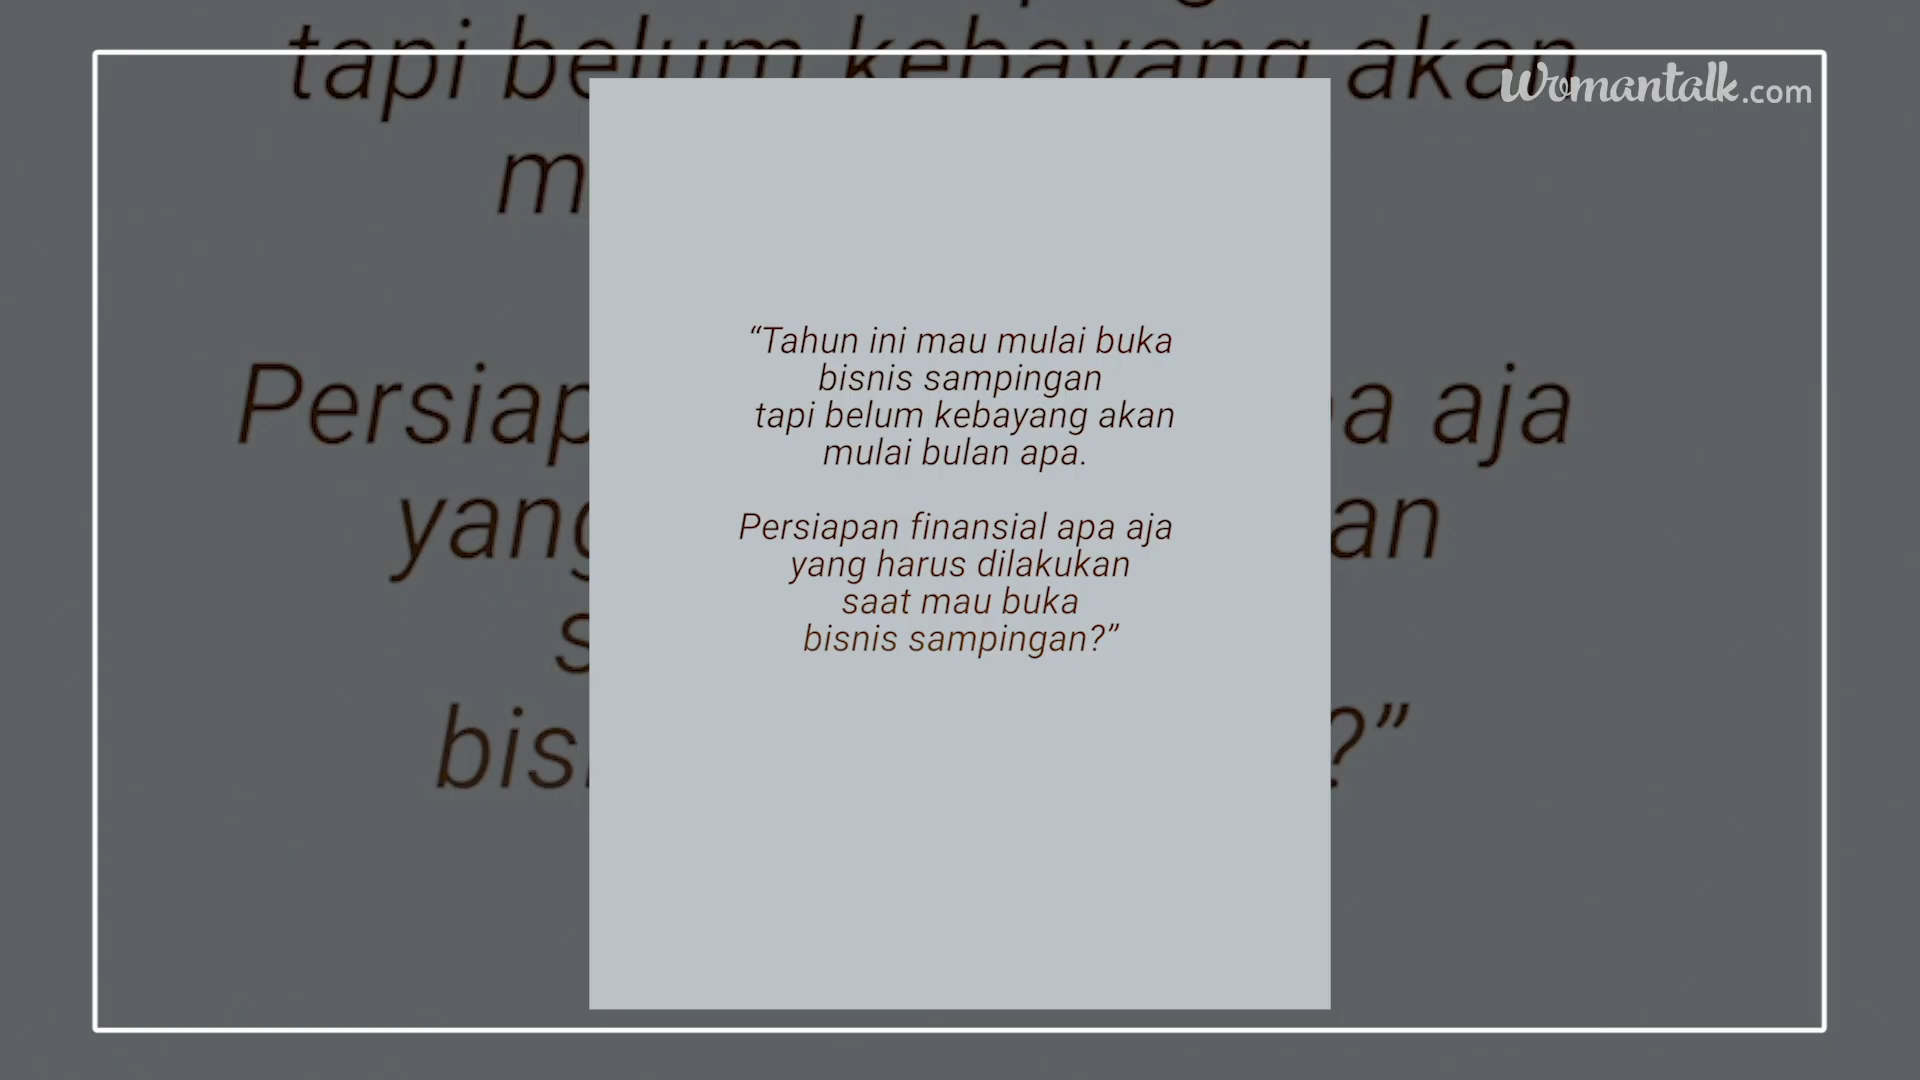 Womantalk.com
“Tahun ini mau mulai buka
bisnis sampingan
tapi belum kebayang akan
mulai bulan apa.
Persiapan finansial apa aja
yang harus dilakukan
saat mau buka
bisnis sampingan?”